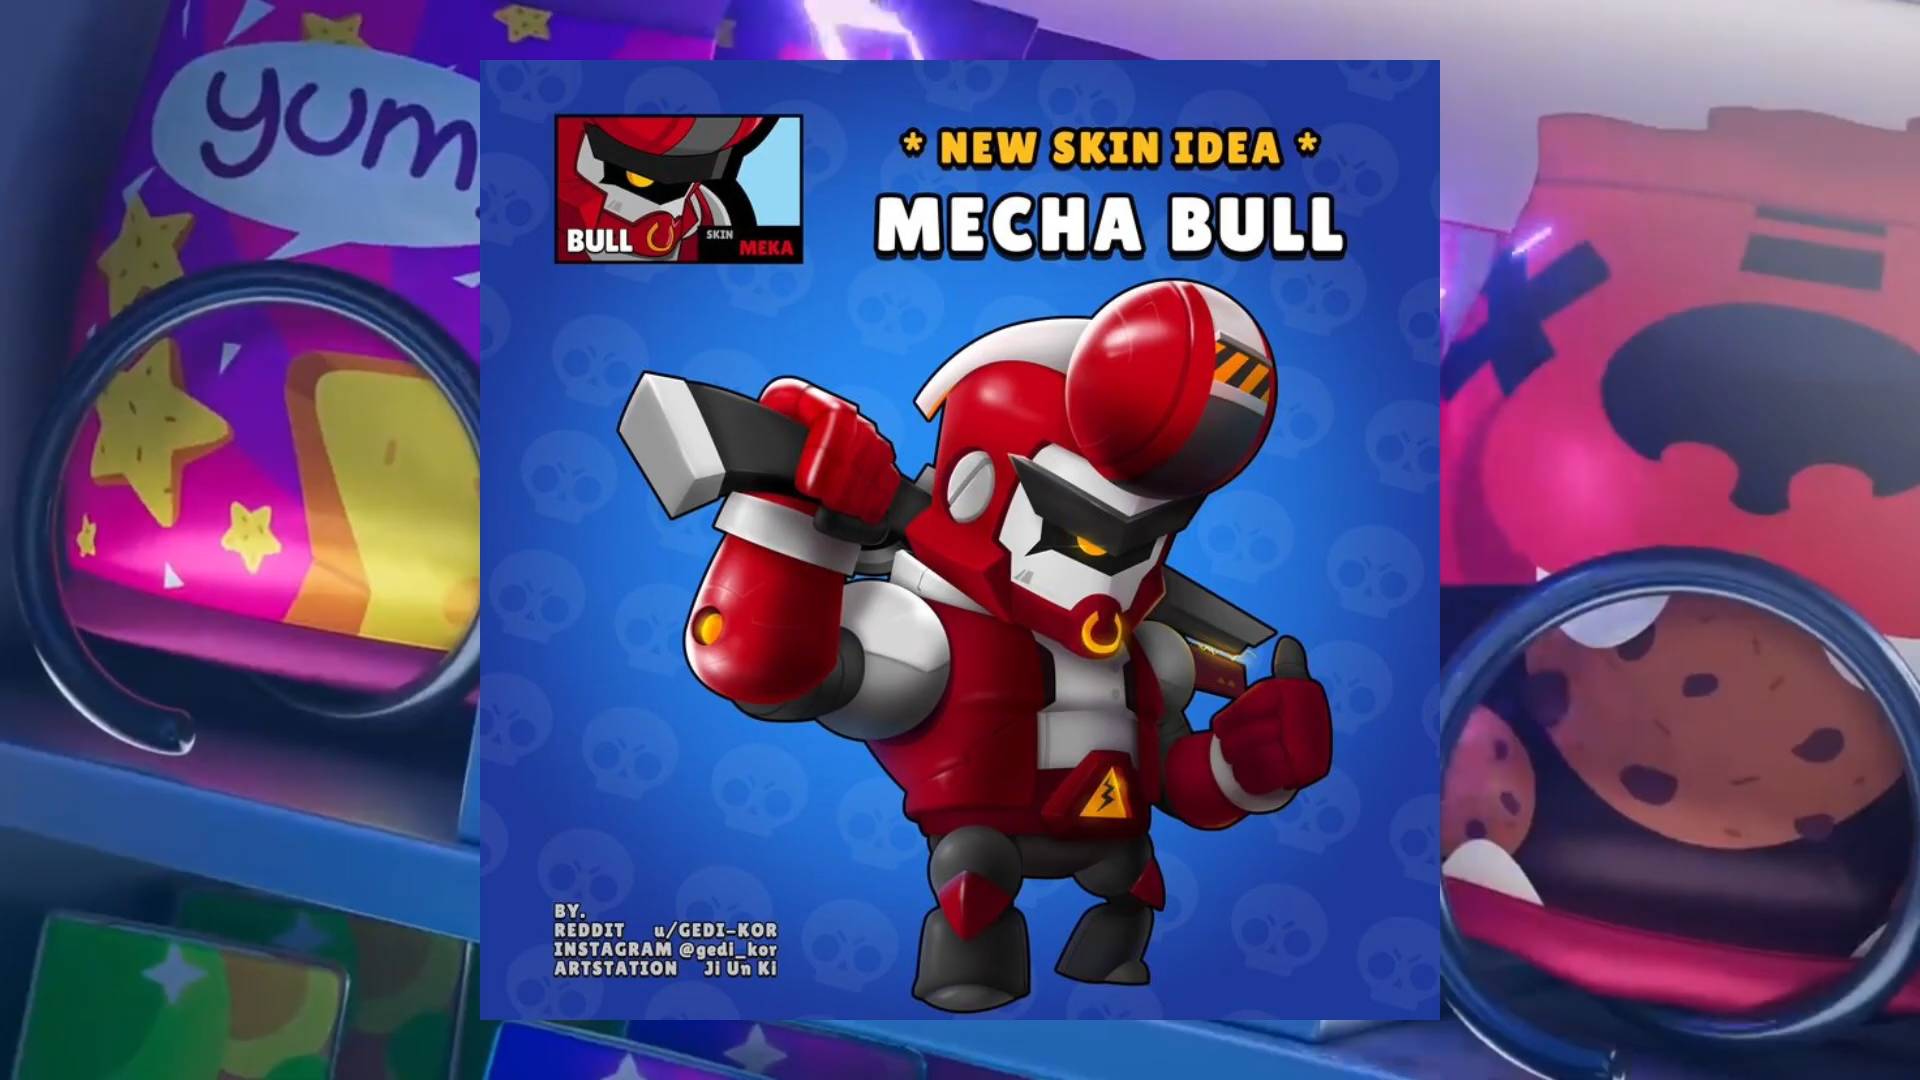 yum
* NEW SKIN IDEA *
MECHA BULL
BULL
SKIN
MEKA
BY.
REDDIT u/GEDI-KOR
INSTAGRAM @gedi_kor
ARTSTATION Ji Un Ki